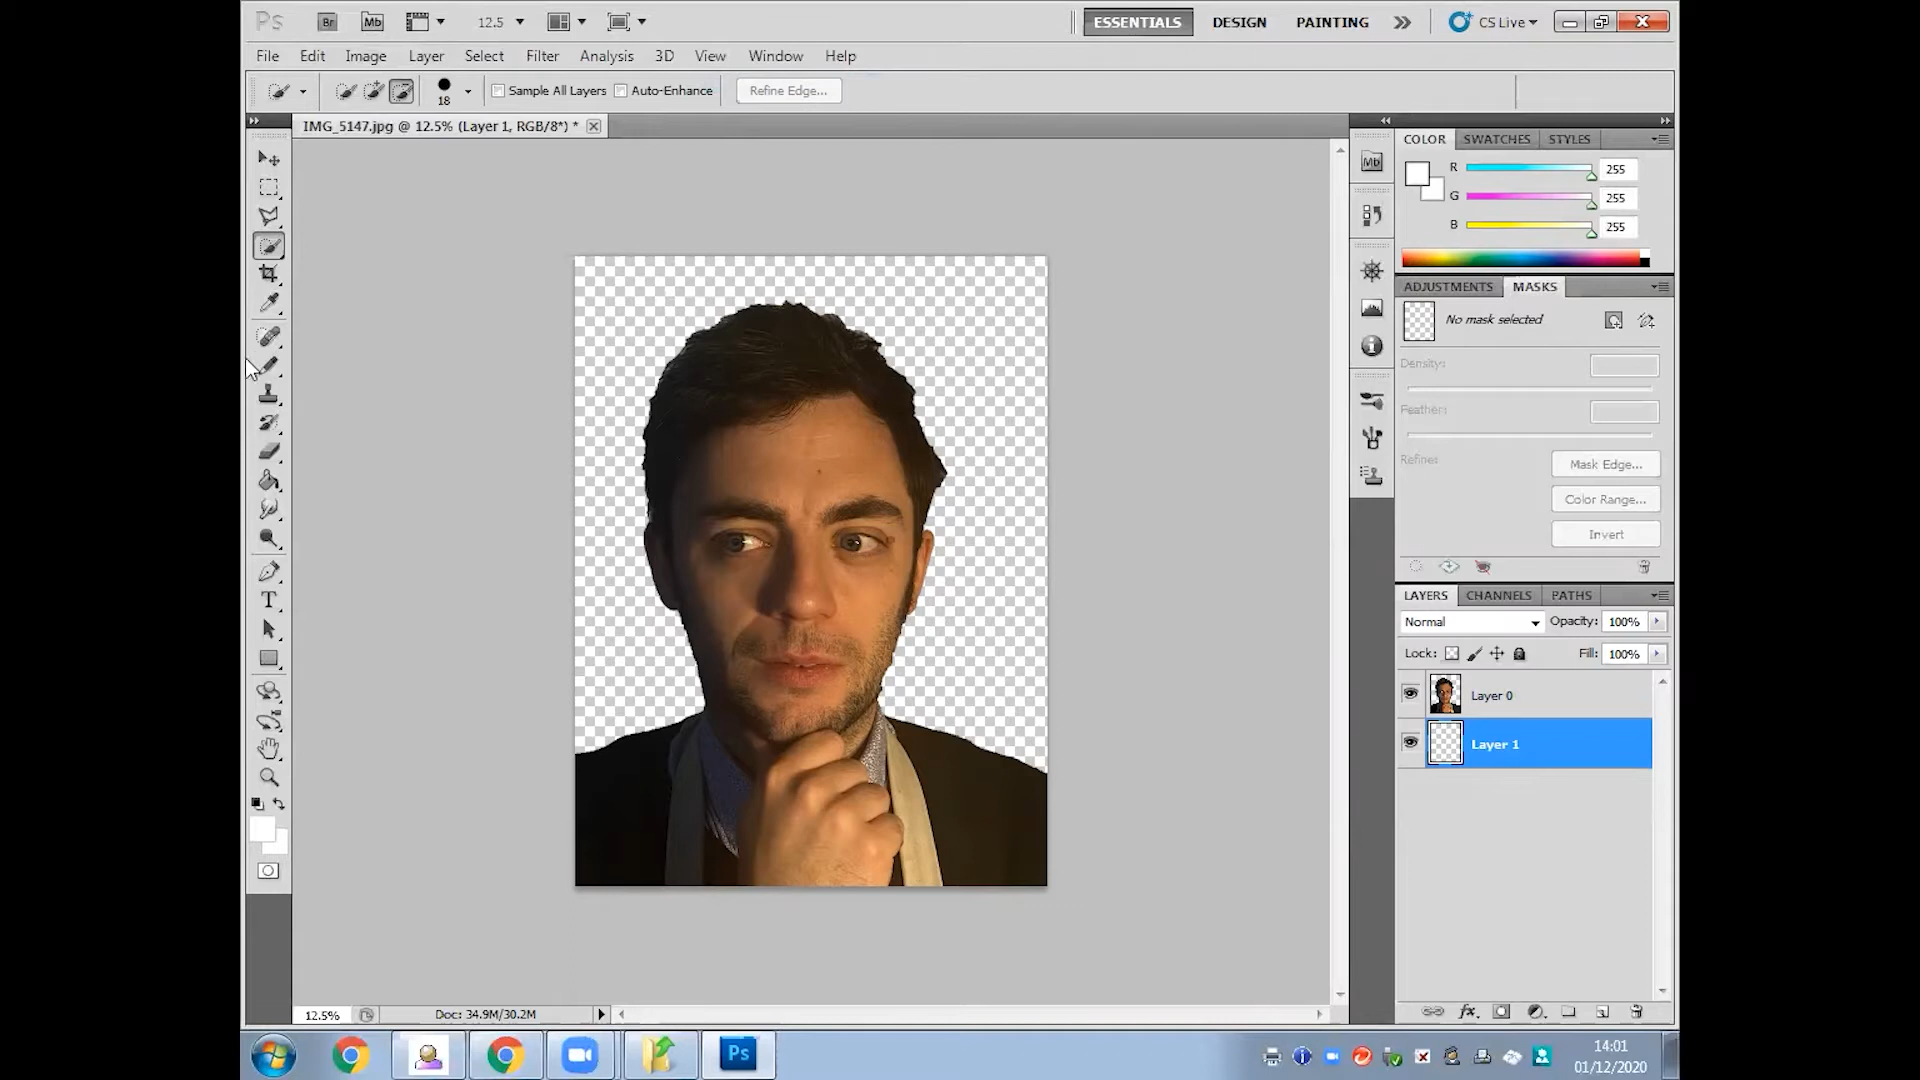 Ps Br Mb 12.5 ESSENTIALS DESIGN PAINTING CS Live
File Edit Image Layer Select Filter Analysis 3D View Window Help
18 Sample All Layers Auto-Enhance Refine Edge...
IMG_5147.jpg @ 12.5% (Layer 1, RGB/8*) *
COLOR SWATCHES STYLES
Mb
R 255
G 255
B 255
ADJUSTMENTS MASKS
No mask selected
Density:
Feather:
Refine: Mask Edge...
Color Range...
Invert
LAYERS CHANNELS PATHS
Normal Opacity: 100%
Lock: Fill: 100%
Layer 0
Layer 1
T
12.5% Doc: 34.9M/30.2M
fx
Ps
14:01
01/12/2020